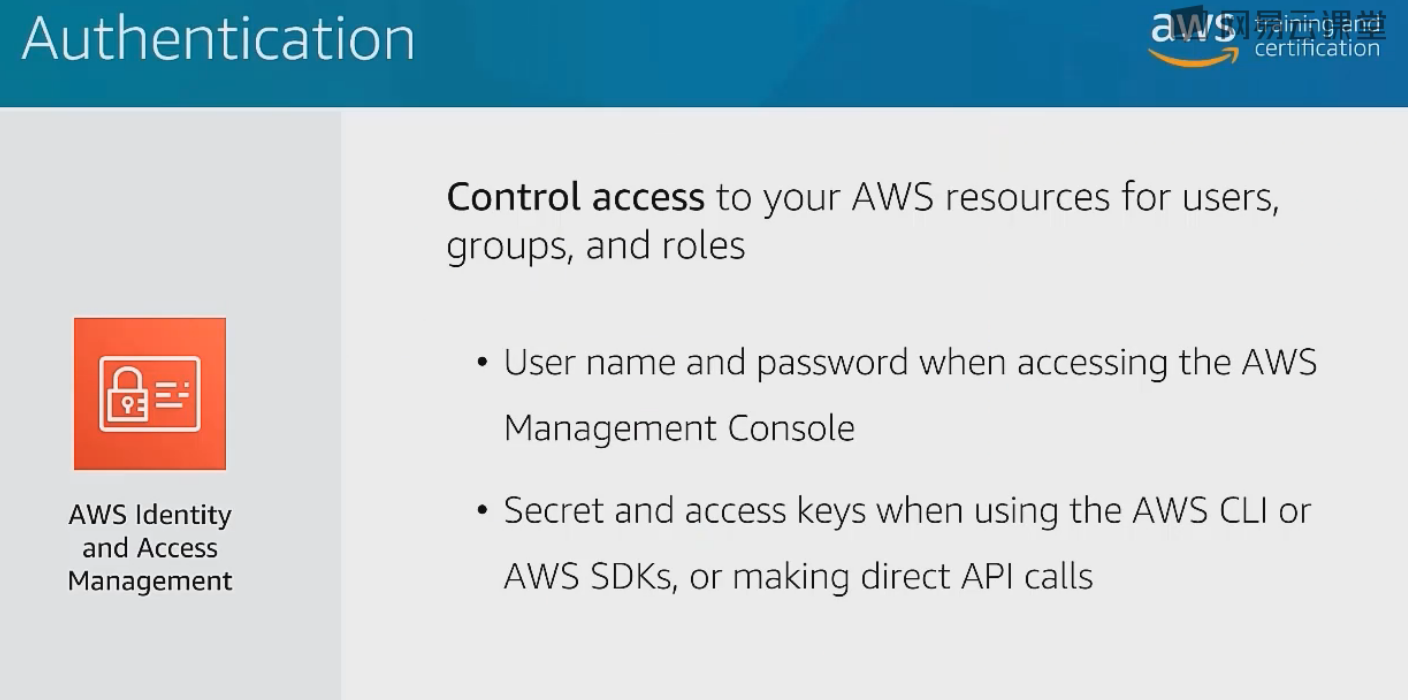 Authentication
aws training and
certification
网易云课堂
Control access to your AWS resources for users,
groups, and roles
• User name and password when accessing the AWS
Management Console
• Secret and access keys when using the AWS CLI or
AWS SDKs, or making direct API calls
AWS Identity
and Access
Management